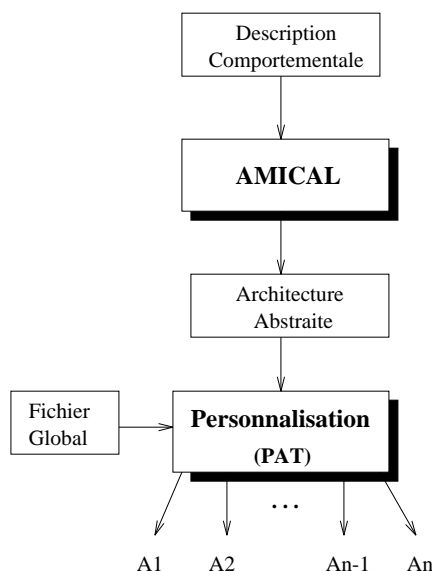 Description
Comportementale
AMICAL
Architecture
Abstraite
Fichier
Global
Personnalisation
(PAT)
...
A1 A2 An-1 An